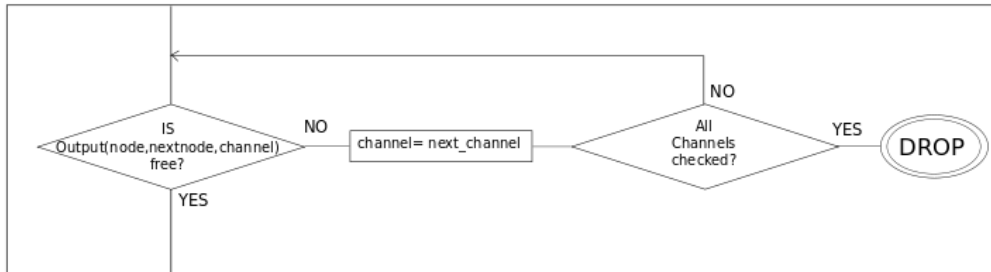 IS
Output(node,nextnode,channel)
free?
NO
YES
channel= next_channel
All
Channels
checked?
NO
YES
DROP